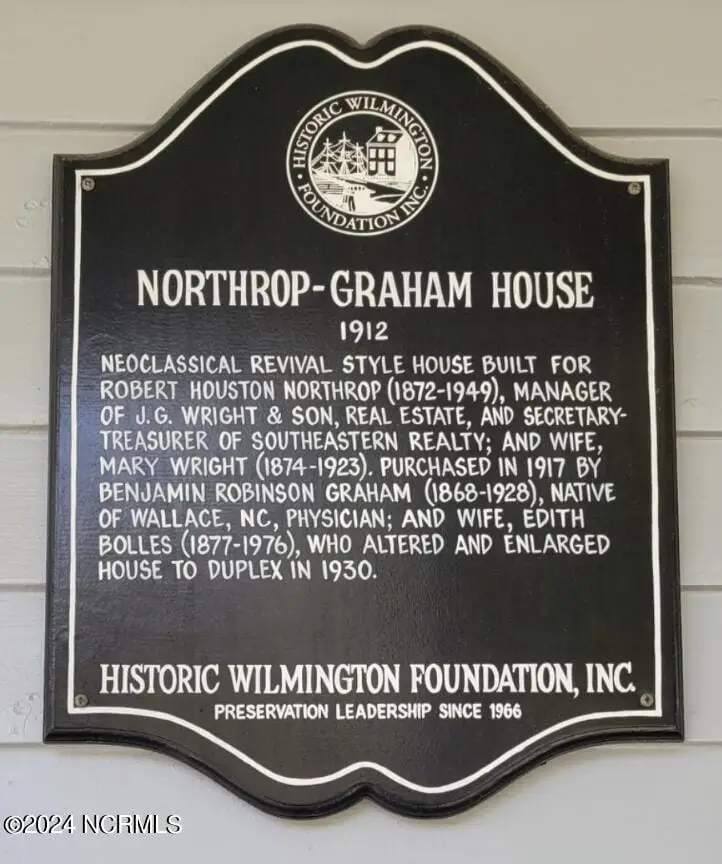 HISTORIC WILMINGTON
FOUNDATION INC.
NORTHROP-GRAHAM HOUSE
1912
NEOCLASSICAL REVIVAL STYLE HOUSE BUILT FOR
ROBERT HOUSTON NORTHROP (1872-1949), MANAGER
OF J.G. WRIGHT & SON, REAL ESTATE, AND SECRETARY-
TREASURER OF SOUTHEASTERN REALTY; AND WIFE,
MARY WRIGHT (1874-1923). PURCHASED IN 1917 BY
BENJAMIN ROBINSON GRAHAM (1868-1928), NATIVE
OF WALLACE, NC, PHYSICIAN; AND WIFE, EDITH
BOLLES (1877-1976), WHO ALTERED AND ENLARGED
HOUSE TO DUPLEX IN 1930.
HISTORIC WILMINGTON FOUNDATION, INC.
PRESERVATION LEADERSHIP SINCE 1966
©2024 NCRMLS